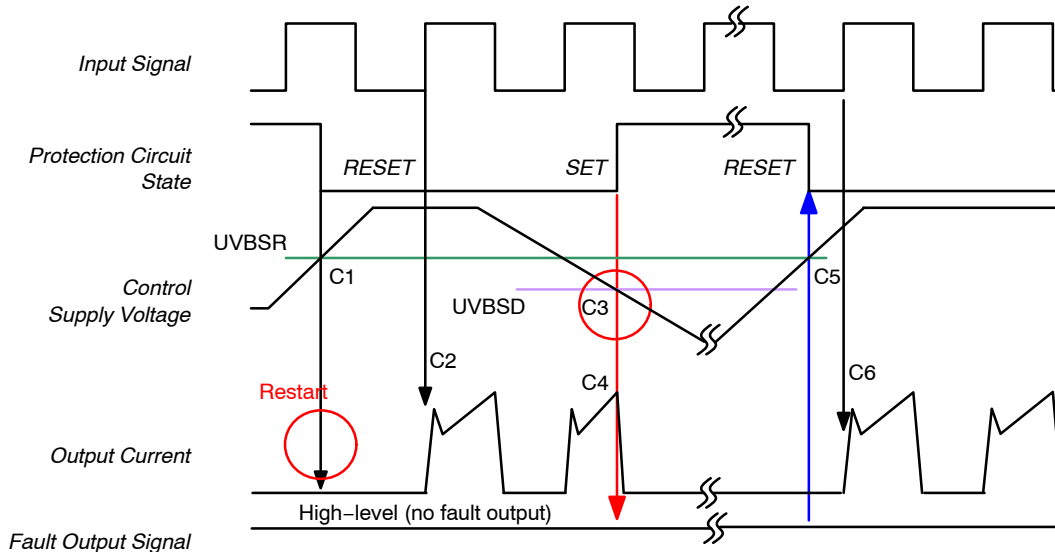 Input Signal
Protection Circuit
State
RESET
SET
RESET
UVBSR
C1
C5
Control
Supply Voltage
UVBSD
C3
C2
C4
C6
Restart
Output Current
High−level (no fault output)
Fault Output Signal